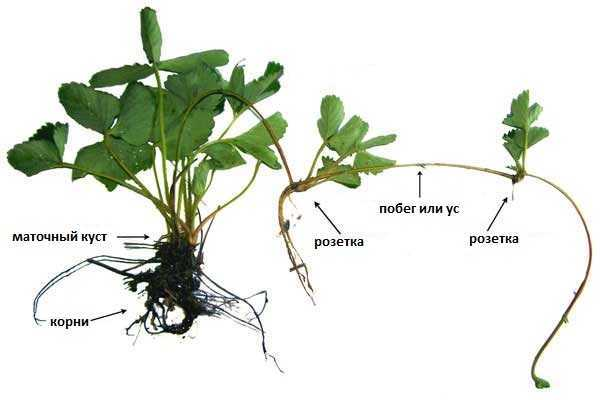 маточный куст
корни
розетка
побег или ус
розетка